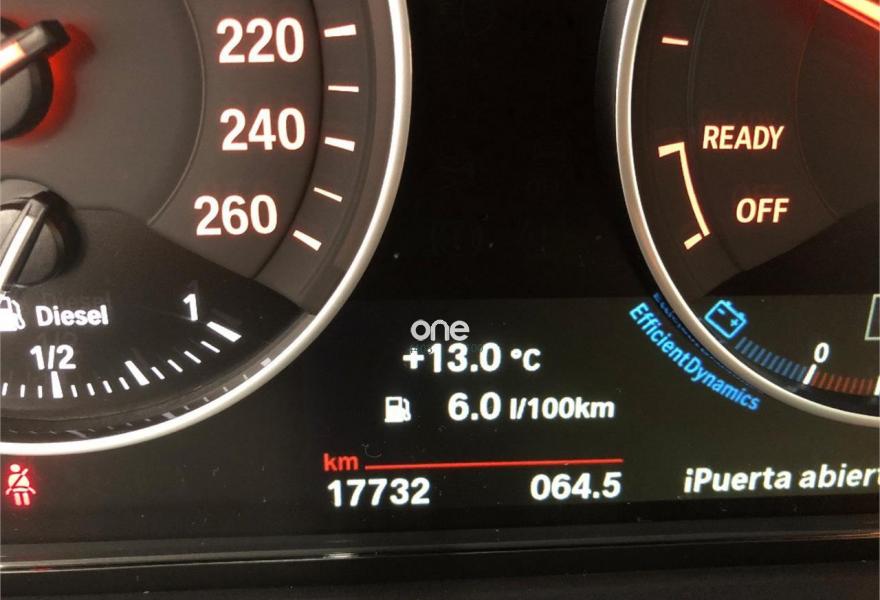 220
240
260
Diesel
1
1/2
READY
OFF
EfficientDynamics
0
one
+13.0 °C
6.0 l/100km
km
17732 064.5
¡Puerta abiert